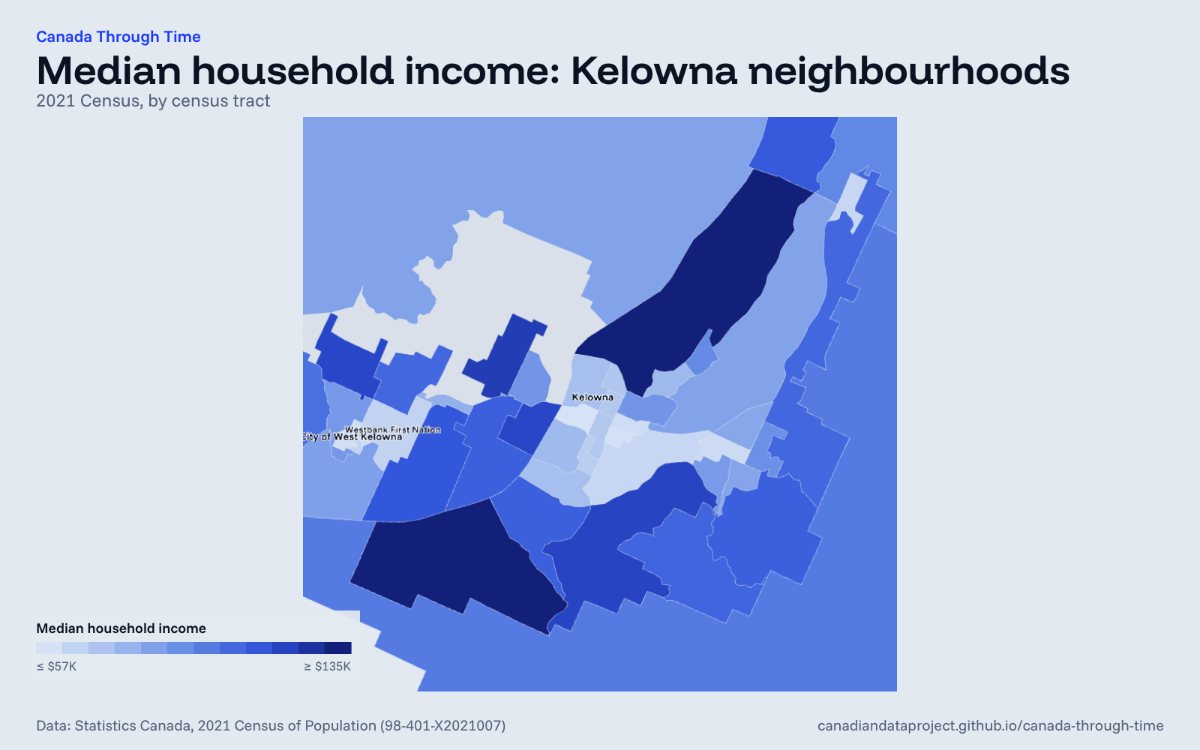 Canada Through Time
Median household income: Kelowna neighbourhoods
2021 Census, by census tract
Kelowna
Westbank First Nation
City of West Kelowna
Median household income
≤ $57K
≥ $135K
Data: Statistics Canada, 2021 Census of Population (98-401-X2021007)
canadiandataproject.github.io/canada-through-time